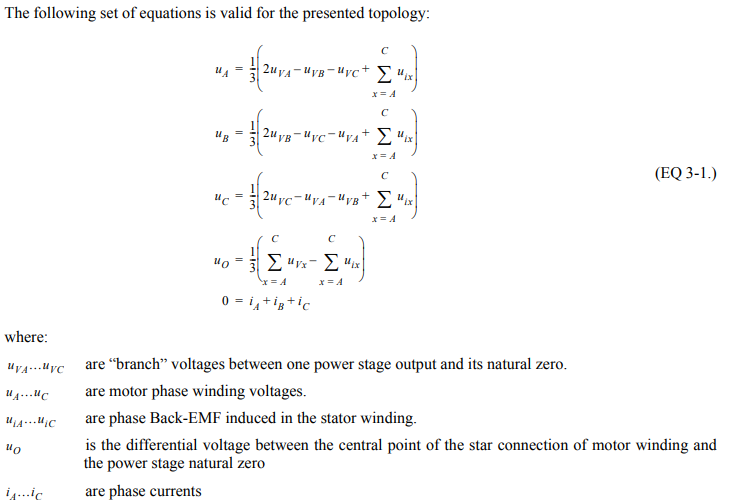 The following set of equations is valid for the presented topology:
u_A = 1/3 ( 2u_VA – u_VB – u_VC + ∑_{x = A}^{C} u_ix )
u_B = 1/3 ( 2u_VB – u_VC – u_VA + ∑_{x = A}^{C} u_ix )
(EQ 3-1.)
u_C = 1/3 ( 2u_VC – u_VA – u_VB + ∑_{x = A}^{C} u_ix )
u_O = 1/3 ( ∑_{x = A}^{C} u_Vx – ∑_{x = A}^{C} u_ix )
0 = i_A + i_B + i_C
where:
u_VA...u_VC are “branch” voltages between one power stage output and its natural zero.
u_A...u_C are motor phase winding voltages.
u_iA...u_iC are phase Back-EMF induced in the stator winding.
u_O is the differential voltage between the central point of the star connection of motor winding and
the power stage natural zero
i_A...i_C are phase currents